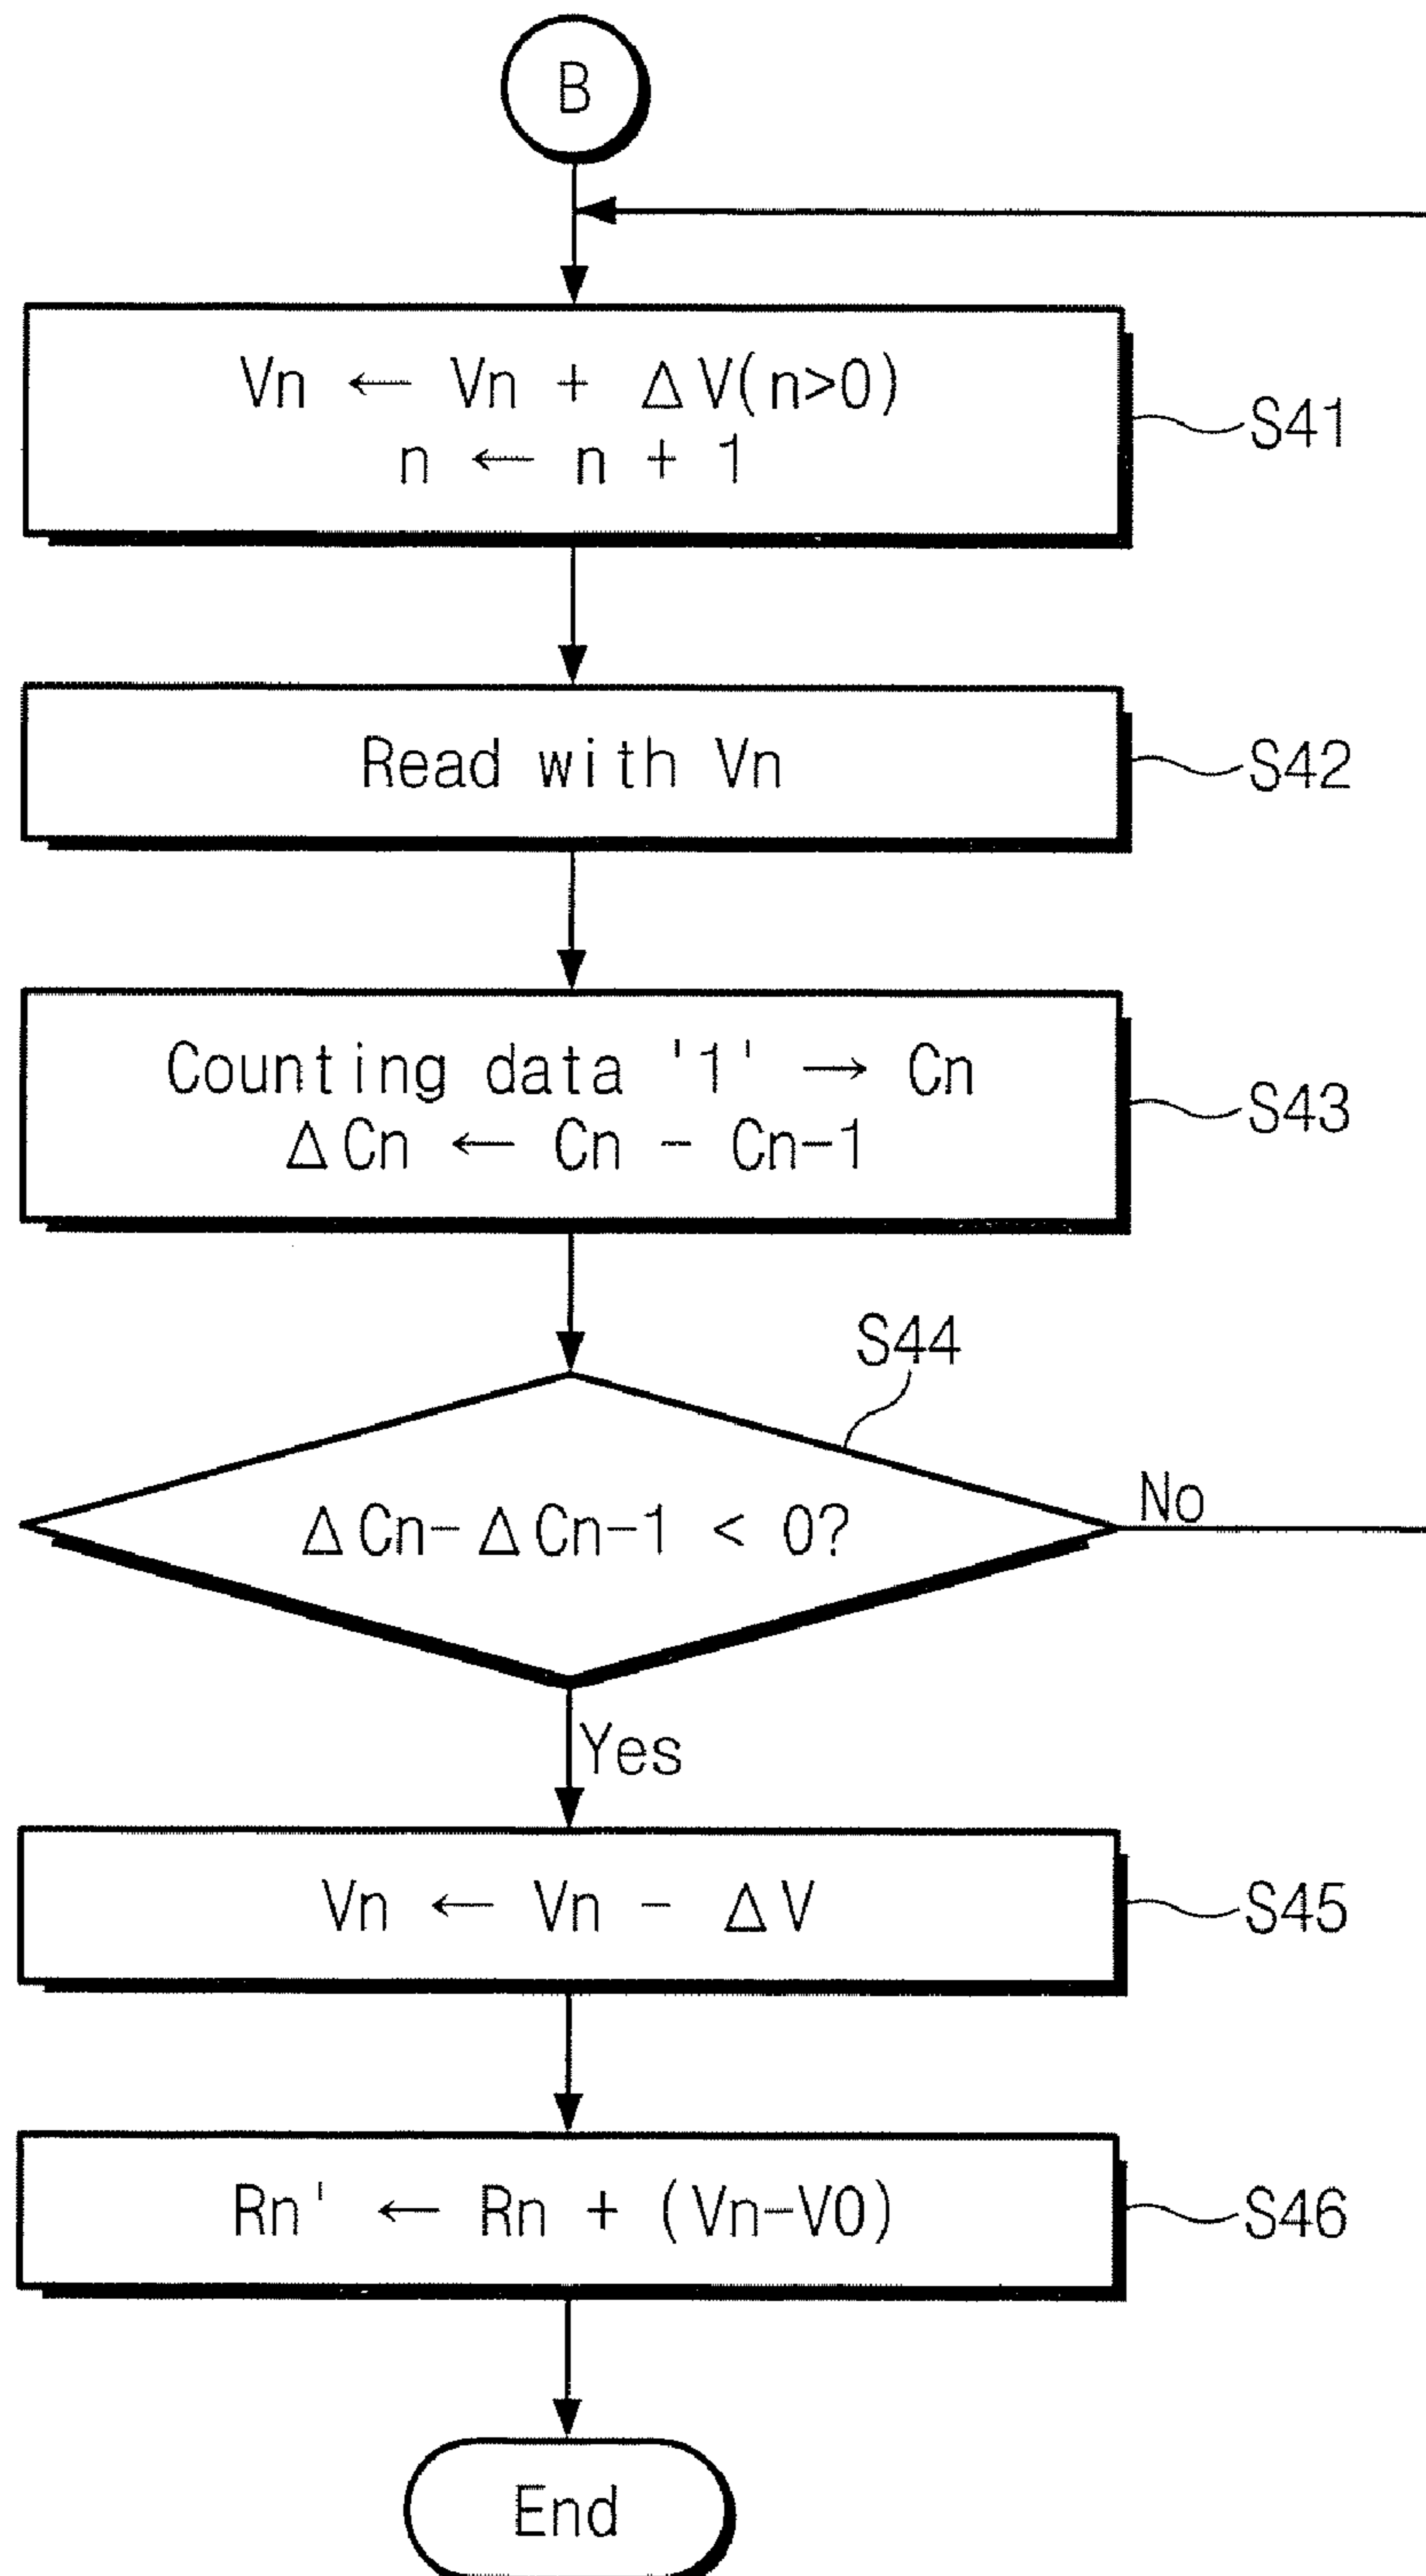 B
Vn ← Vn + ΔV(n>0)
n ← n + 1
S41
Read with Vn
S42
Counting data '1' → Cn
ΔCn ← Cn - Cn-1
S43
S44
ΔCn-ΔCn-1 < 0?
No
Yes
Vn ← Vn - ΔV
S45
Rn' ← Rn + (Vn-V0)
S46
End